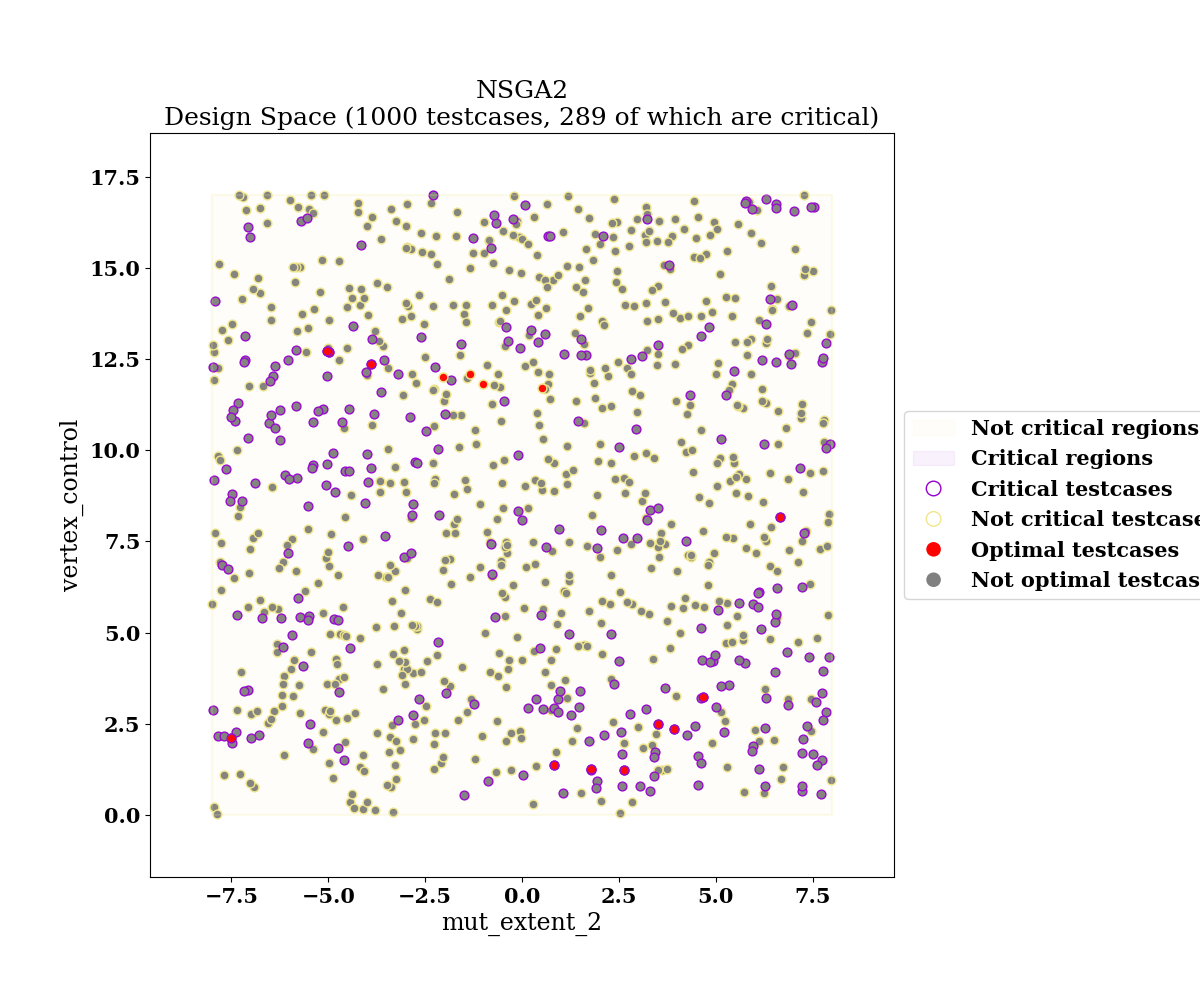 NSGA2
Design Space (1000 testcases, 289 of which are critical)
17.5
15.0
12.5
10.0
7.5
5.0
2.5
0.0
vertex_control
−7.5
−5.0
−2.5
0.0
2.5
5.0
7.5
mut_extent_2
Not critical regions
Critical regions
Critical testcases
Not critical testcase
Optimal testcases
Not optimal testcas